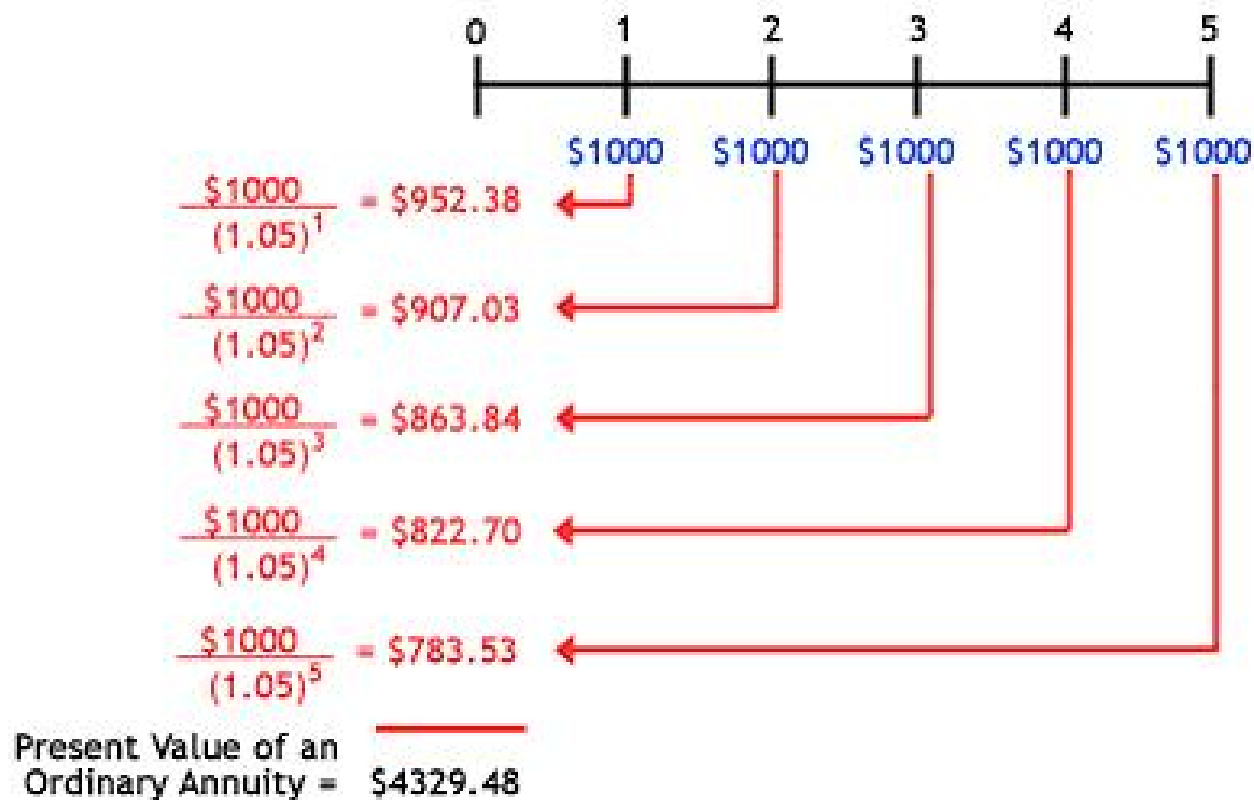 0 1 2 3 4 5
$1000 $1000 $1000 $1000 $1000
$1000
(1.05)^1 = $952.38
$1000
(1.05)^2 = $907.03
$1000
(1.05)^3 = $863.84
$1000
(1.05)^4 = $822.70
$1000
(1.05)^5 = $783.53
Present Value of an
Ordinary Annuity = $4329.48